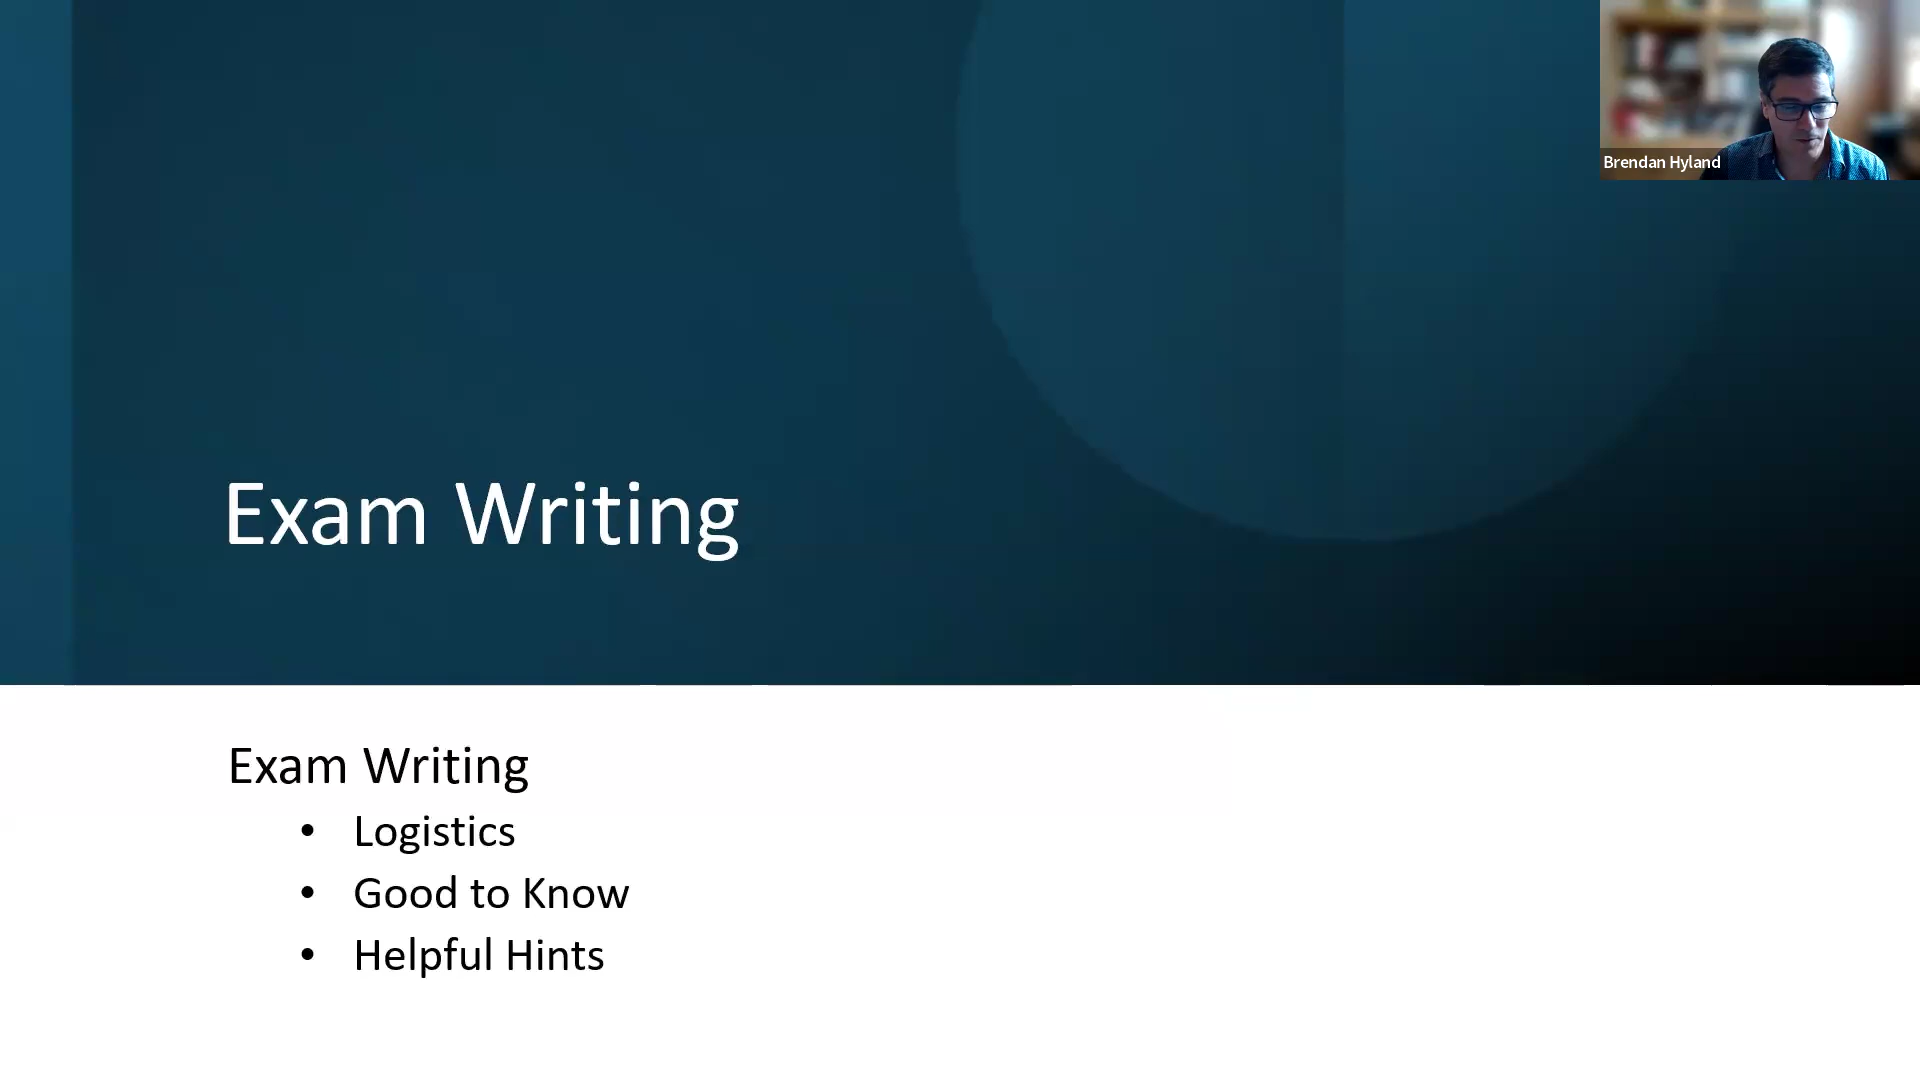 Brendan Hyland
Exam Writing
Exam Writing
• Logistics
• Good to Know
• Helpful Hints